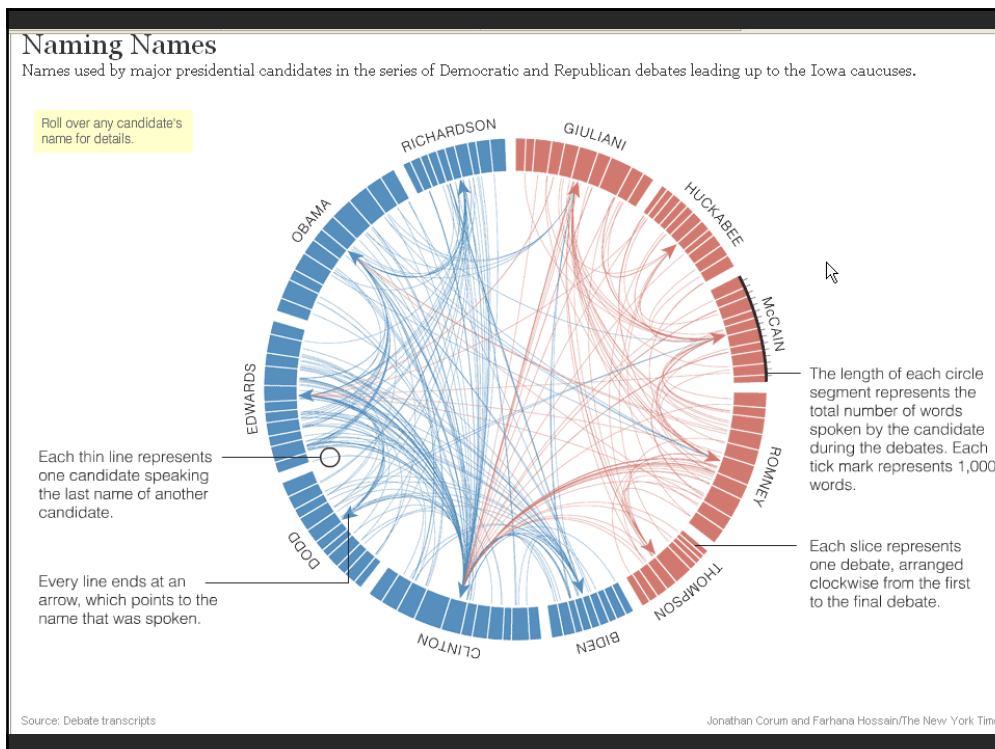 Naming Names
Names used by major presidential candidates in the series of Democratic and Republican debates leading up to the Iowa caucuses.
Roll over any candidate's
name for details.
RICHARDSON
GIULIANI
OBAMA
HUCKABEE
McCAIN
EDWARDS
ROMNEY
DODD
THOMPSON
CLINTON
BIDEN
The length of each circle
segment represents the
total number of words
spoken by the candidate
during the debates. Each
tick mark represents 1,000
words.
Each thin line represents
one candidate speaking
the last name of another
candidate.
Each slice represents
one debate, arranged
clockwise from the first
to the final debate.
Every line ends at an
arrow, which points to the
name that was spoken.
Source: Debate transcripts
Jonathan Corum and Farhana Hossain/The New York Tim